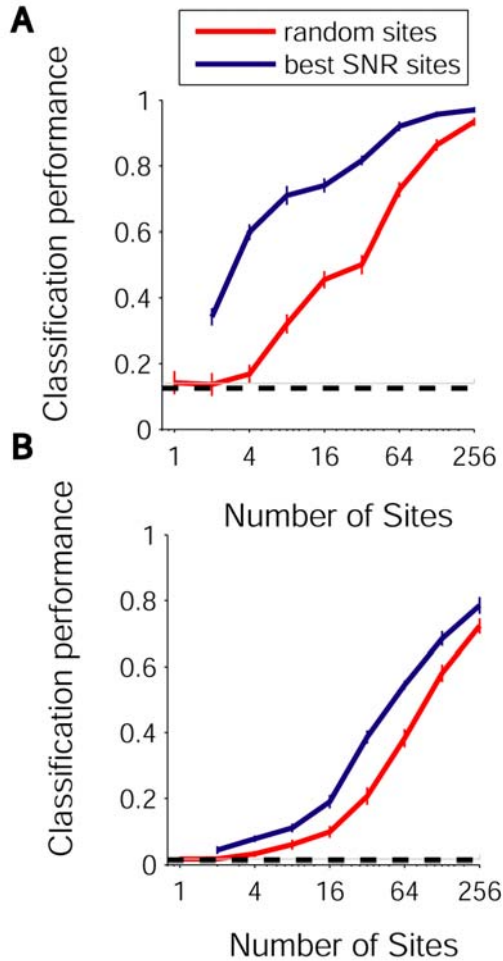 A
random sites
best SNR sites
Classification performance
1
0.8
0.6
0.4
0.2
0
1
4
16
64
256
Number of Sites
B
Classification performance
1
0.8
0.6
0.4
0.2
0
1
4
16
64
256
Number of Sites